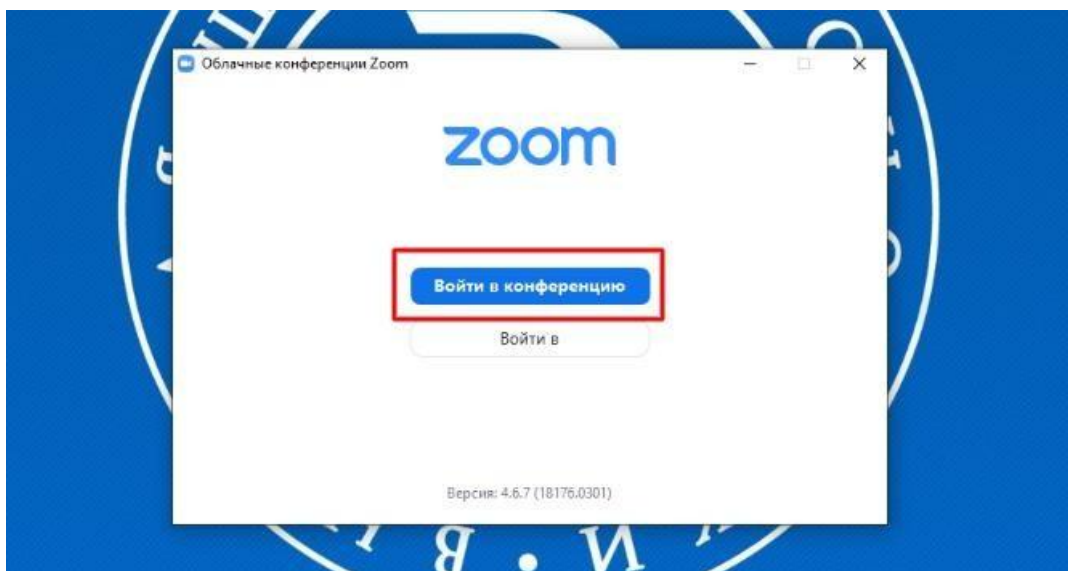 Облачные конференции Zoom
zoom
Войти в конференцию
Войти в
Версия: 4.6.7 (18176.0301)